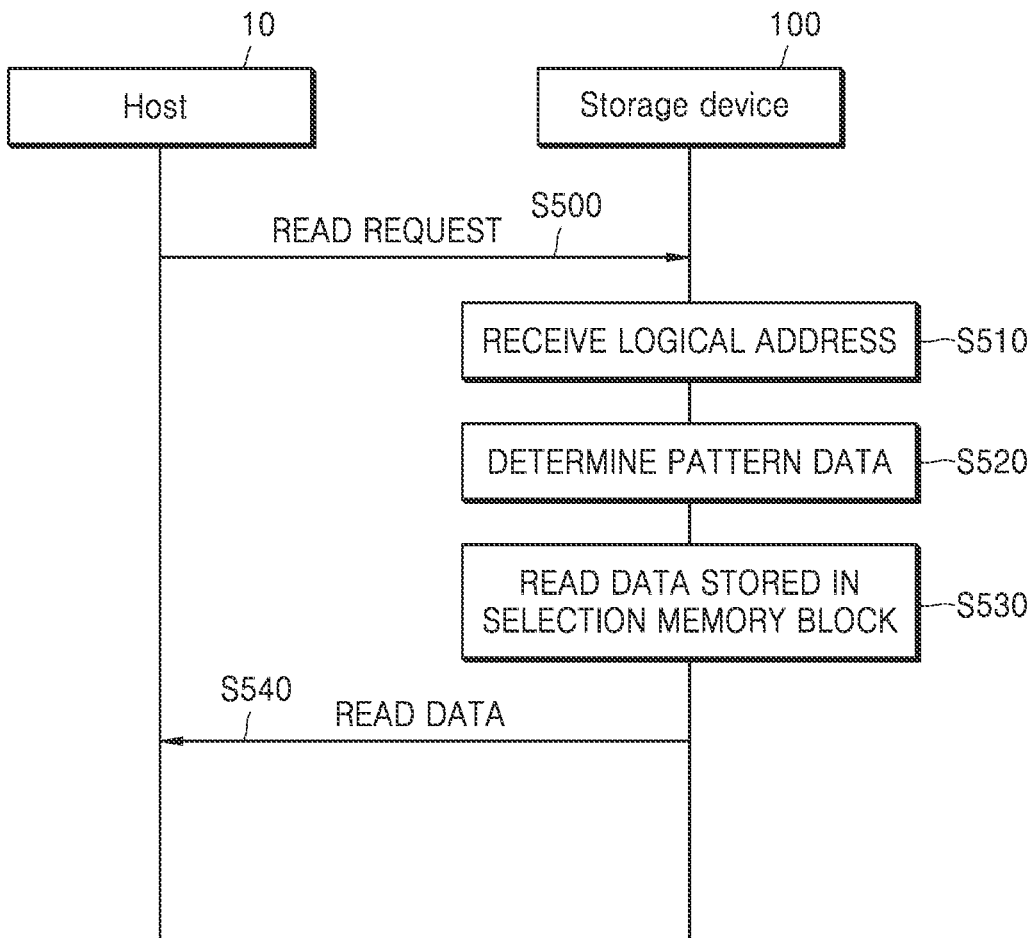 10
100
Host
Storage device
S500
READ REQUEST
RECEIVE LOGICAL ADDRESS
S510
DETERMINE PATTERN DATA
S520
READ DATA STORED IN
SELECTION MEMORY BLOCK
S530
S540
READ DATA